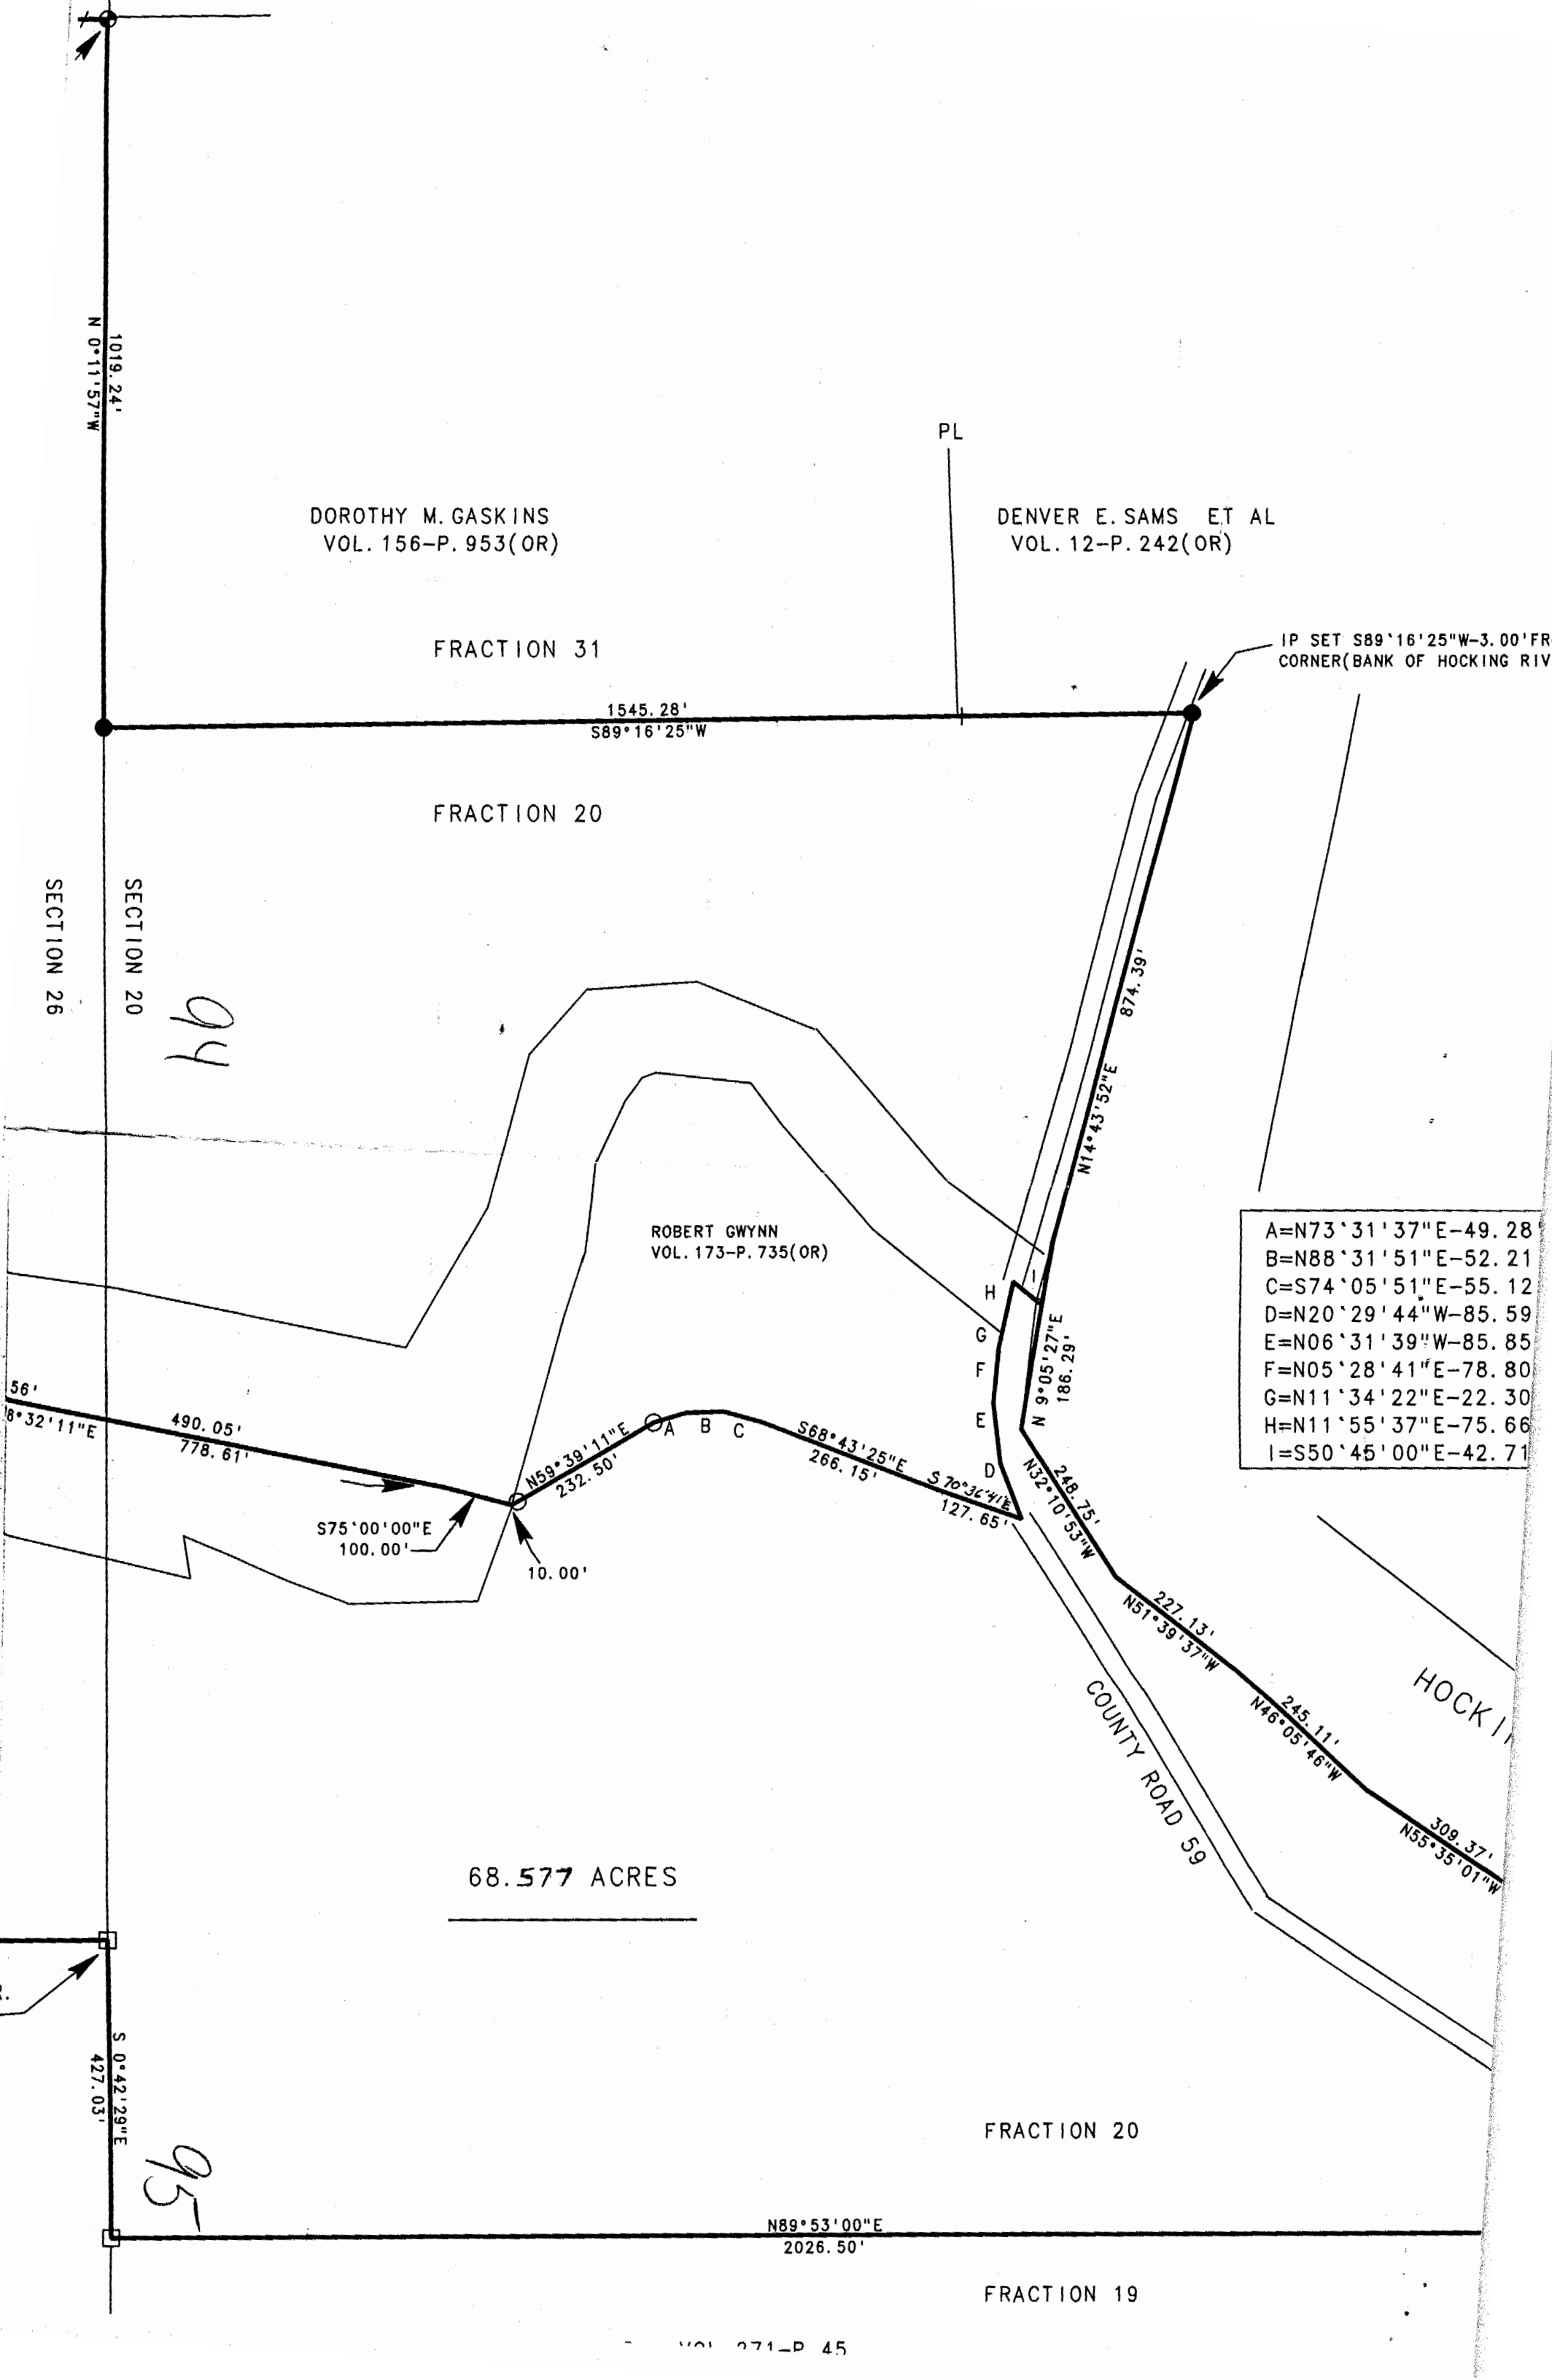 1019.24'
N 0°11'57"W
PL
DOROTHY M. GASKINS
VOL. 156-P. 953(OR)
DENVER E. SAMS ET AL
VOL. 12-P. 242(OR)
FRACTION 31
IP SET S89°16'25"W-3.00'FR
CORNER(BANK OF HOCKING RIV
1545.28'
S89°16'25"W
FRACTION 20
SECTION 26
SECTION 20
94
874.39'
N14°43'52"E
ROBERT GWYNN
VOL. 173-P. 735(OR)
A=N73°31'37"E-49.28'
B=N88°31'51"E-52.21
C=S74°05'51"E-55.12
D=N20°29'44"W-85.59
E=N06°31'39"W-85.85
F=N05°28'41"E-78.80
G=N11°34'22"E-22.30
H=N11°55'37"E-75.66
I=S50°45'00"E-42.71
I
H
G
F
E
D
N 9°05'27"E
186.29'
56'
8°32'11"E
490.05'
778.61'
N59°39'11"E
232.50'
A
B
C
S68°43'25"E
266.15'
S 70°36'41"E
127.65'
S75°00'00"E
100.00'
10.00'
248.75'
N32°10'53"W
227.13'
N51°39'37"W
245.11'
N46°05'46"W
309.37'
N55°35'01"W
HOCKI
COUNTY ROAD 59
68.577 ACRES
S 0°42'29"E
427.03'
95
FRACTION 20
N89°53'00"E
2026.50'
FRACTION 19
VOL 271-P 45